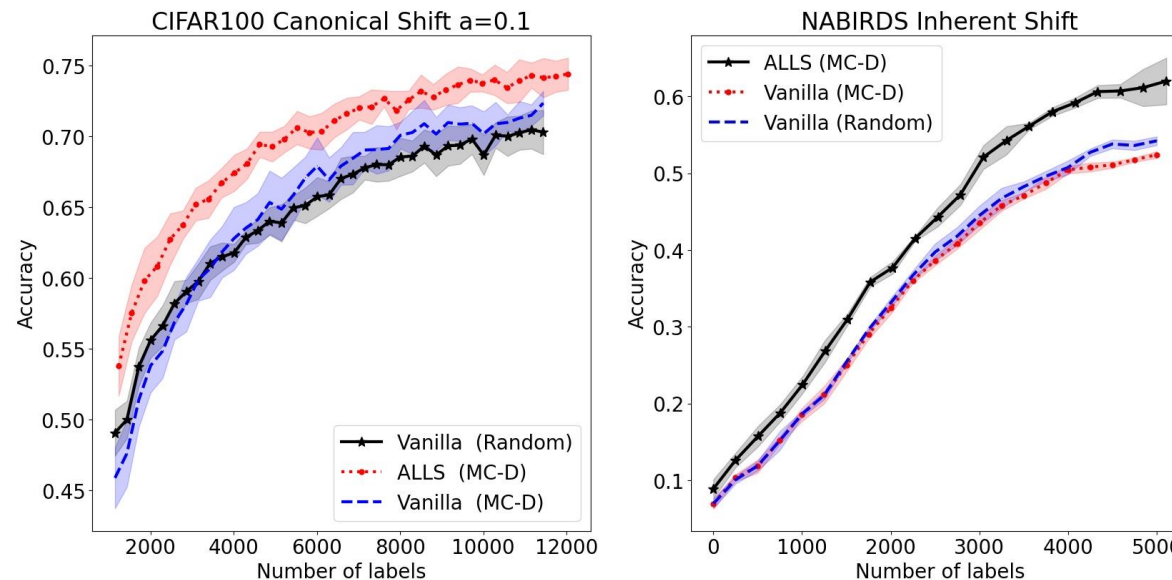 CIFAR100 Canonical Shift a=0.1
Accuracy
0.75
0.70
0.65
0.60
0.55
0.50
0.45
Vanilla (Random)
ALLS (MC-D)
Vanilla (MC-D)
2000 4000 6000 8000 10000 12000
Number of labels
NABIRDS Inherent Shift
Accuracy
0.6
0.5
0.4
0.3
0.2
0.1
ALLS (MC-D)
Vanilla (MC-D)
Vanilla (Random)
0 1000 2000 3000 4000 5000
Number of labels